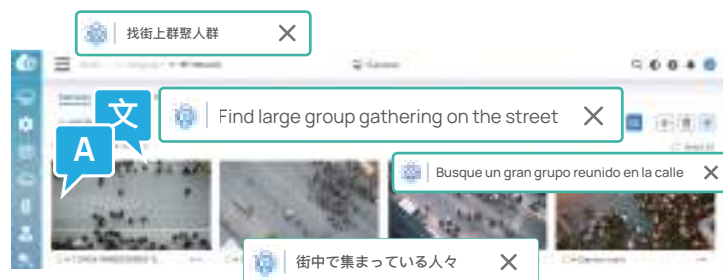 找街上群聚人群
文
A
Find large group gathering on the street
Busque un gran grupo reunido en la calle
街中で集まっている人々